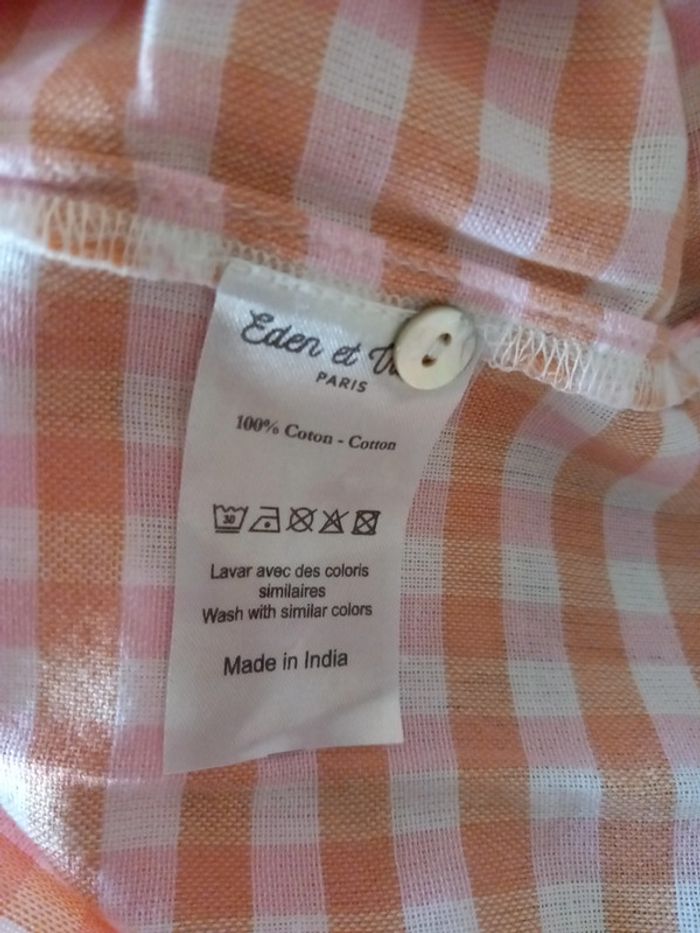 Eden et
PARIS
100% Coton - Cotton
30
Lavar avec des coloris
similaires
Wash with similar colors
Made in India